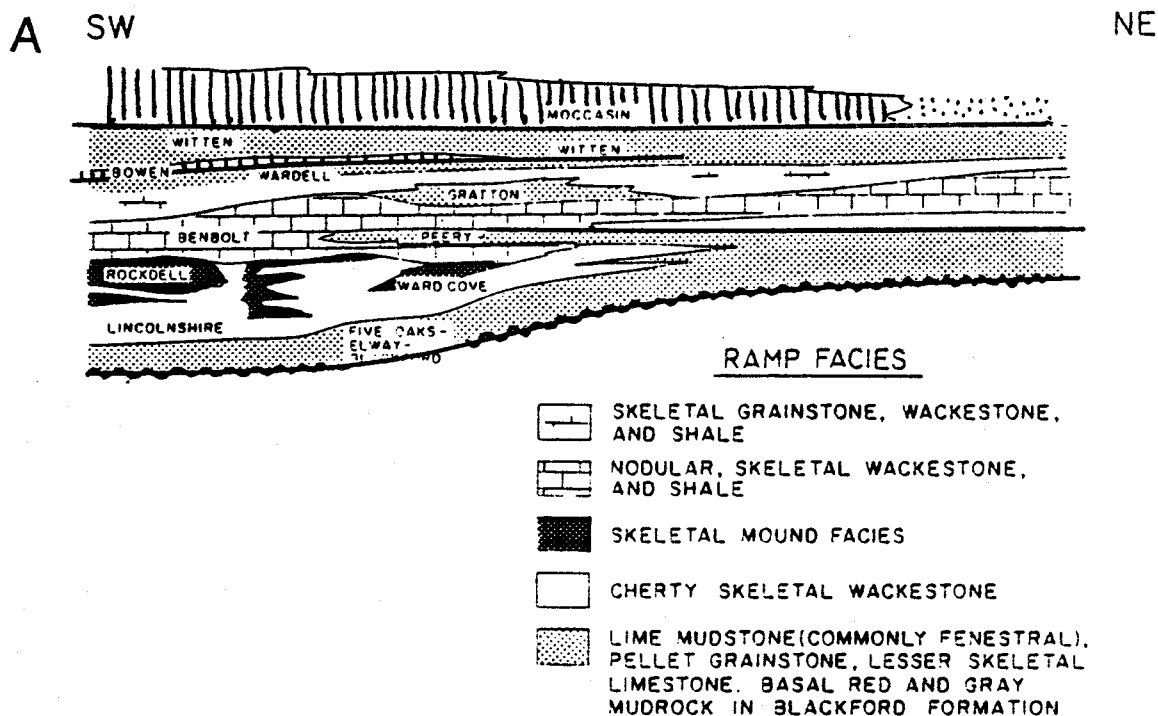 A SW NE
MOCCASIN
WITTEN
WITTEN
BOWEN
WARDELL
GRATTON
BENBOLT
PEERY
ROCKDELL
WARD COVE
LINCOLNSHIRE
FIVE OAKS-
ELWAY-
RAMP FACIES
SKELETAL GRAINSTONE, WACKESTONE,
AND SHALE
NODULAR, SKELETAL WACKESTONE,
AND SHALE
SKELETAL MOUND FACIES
CHERTY SKELETAL WACKESTONE
LIME MUDSTONE(COMMONLY FENESTRAL),
PELLET GRAINSTONE, LESSER SKELETAL
LIMESTONE. BASAL RED AND GRAY
MUDROCK IN BLACKFORD FORMATION